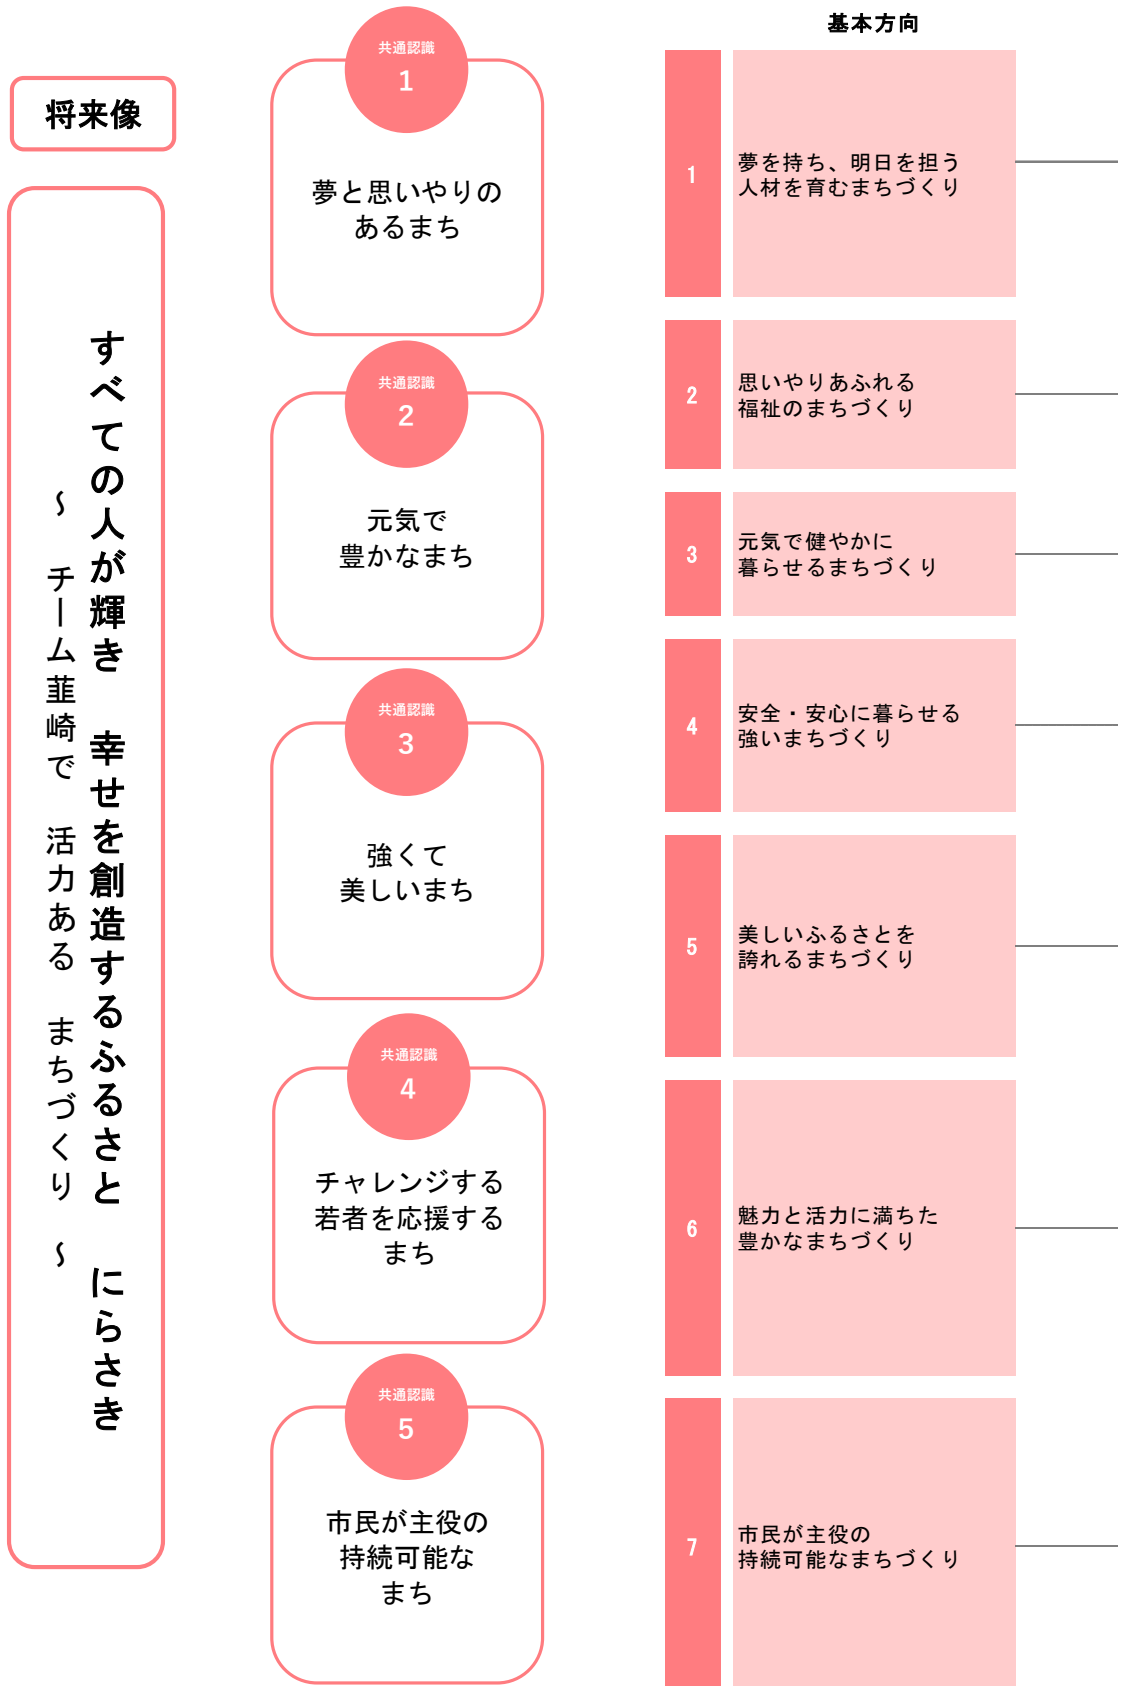 将来像
すべての人が輝き　幸せを創造するふるさと　にらさき
～　チーム韮崎で　活力ある　まちづくり　～
共通認識
1
夢と思いやりの
あるまち
共通認識
2
元気で
豊かなまち
共通認識
3
強くて
美しいまち
共通認識
4
チャレンジする
若者を応援する
まち
共通認識
5
市民が主役の
持続可能な
まち
基本方向
1
夢を持ち、明日を担う
人材を育むまちづくり
2
思いやりあふれる
福祉のまちづくり
3
元気で健やかに
暮らせるまちづくり
4
安全・安心に暮らせる
強いまちづくり
5
美しいふるさとを
誇れるまちづくり
6
魅力と活力に満ちた
豊かなまちづくり
7
市民が主役の
持続可能なまちづくり